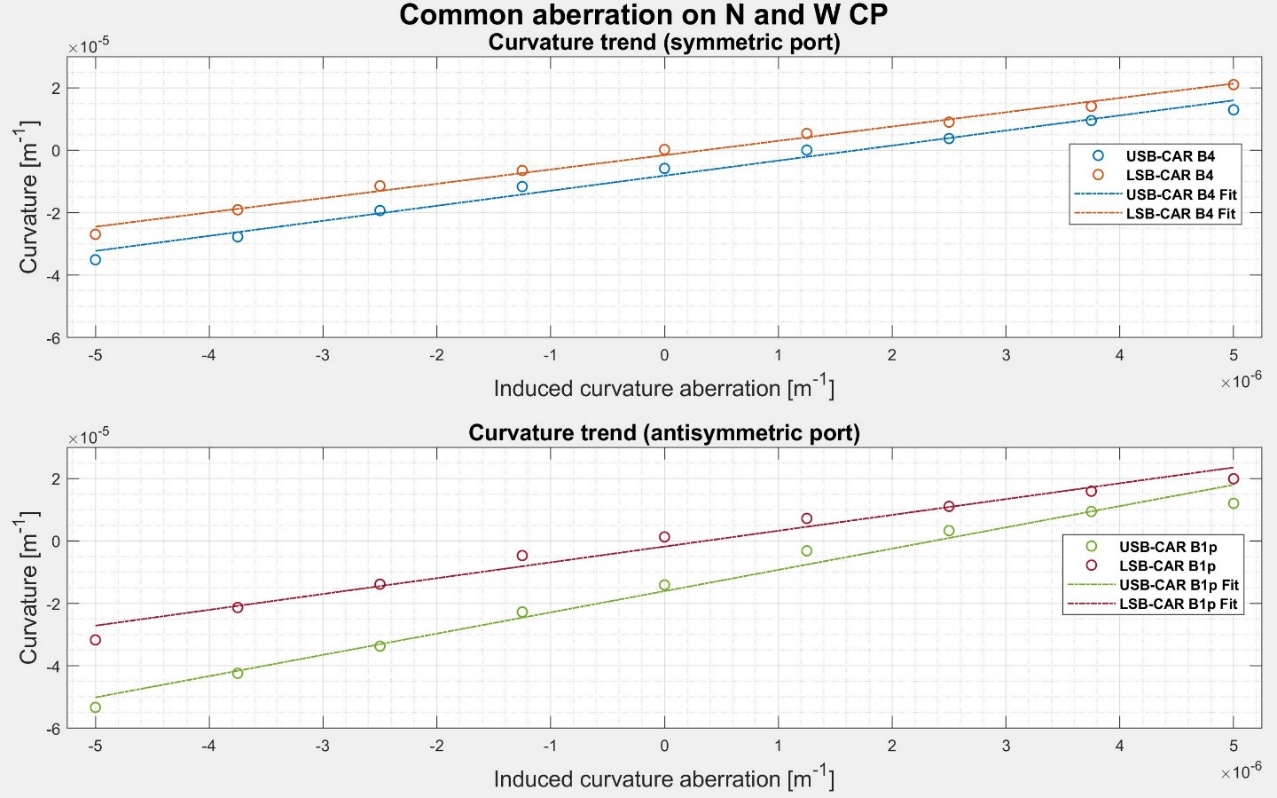 Common aberration on N and W CP
Curvature trend (symmetric port)
×10^-5
2
0
-2
-4
-6
Curvature [m^-1]
USB-CAR B4
LSB-CAR B4
USB-CAR B4 Fit
LSB-CAR B4 Fit
-5 -4 -3 -2 -1 0 1 2 3 4 5
×10^-6
Induced curvature aberration [m^-1]
Curvature trend (antisymmetric port)
×10^-5
2
0
-2
-4
-6
Curvature [m^-1]
USB-CAR B1p
LSB-CAR B1p
USB-CAR B1p Fit
LSB-CAR B1p Fit
-5 -4 -3 -2 -1 0 1 2 3 4 5
×10^-6
Induced curvature aberration [m^-1]